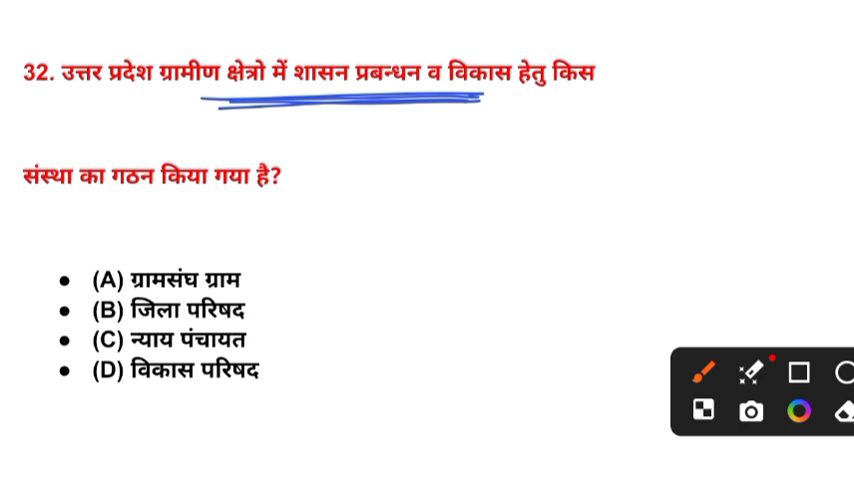 32. उत्तर प्रदेश ग्रामीण क्षेत्रो में शासन प्रबन्धन व विकास हेतु किस
संस्था का गठन किया गया है?
● (A) ग्रामसंघ ग्राम
● (B) जिला परिषद
● (C) न्याय पंचायत
● (D) विकास परिषद